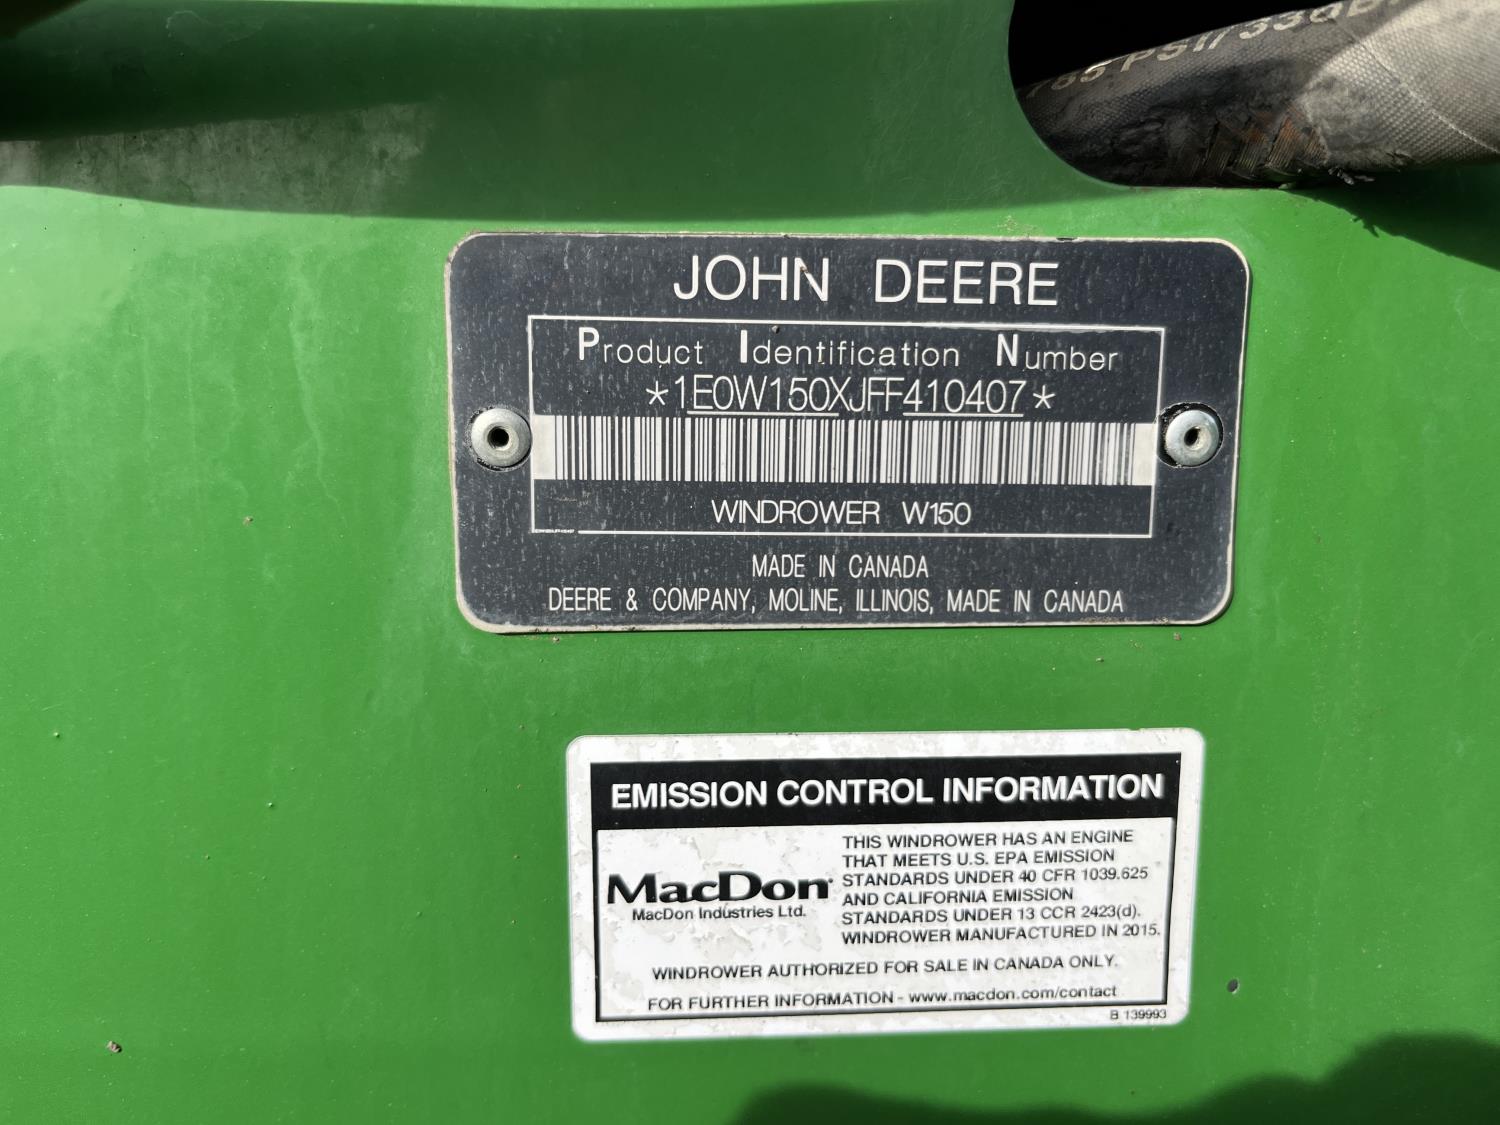 765 PSI/
JOHN DEERE
Product Identification Number
*1E0W150XJFF410407*
WINDROWER W150
MADE IN CANADA
DEERE & COMPANY, MOLINE, ILLINOIS, MADE IN CANADA
EMISSION CONTROL INFORMATION
MacDon
MacDon Industries Ltd.
THIS WINDROWER HAS AN ENGINE
THAT MEETS U.S. EPA EMISSION
STANDARDS UNDER 40 CFR 1039.625
AND CALIFORNIA EMISSION
STANDARDS UNDER 13 CCR 2423(d).
WINDROWER MANUFACTURED IN 2015.
WINDROWER AUTHORIZED FOR SALE IN CANADA ONLY.
FOR FURTHER INFORMATION - www.macdon.com/contact
B 139993